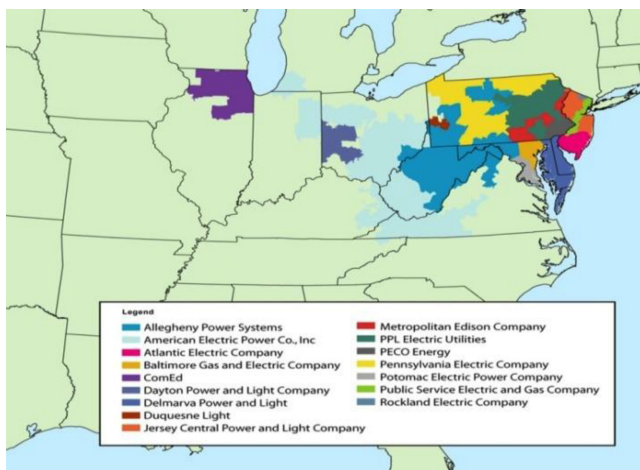 Legend
Allegheny Power Systems
American Electric Power Co., Inc
Atlantic Electric Company
Baltimore Gas and Electric Company
ComEd
Dayton Power and Light Company
Delmarva Power and Light
Duquesne Light
Jersey Central Power and Light Company
Metropolitan Edison Company
PPL Electric Utilities
PECO Energy
Pennsylvania Electric Company
Potomac Electric Power Company
Public Service Electric and Gas Company
Rockland Electric Company